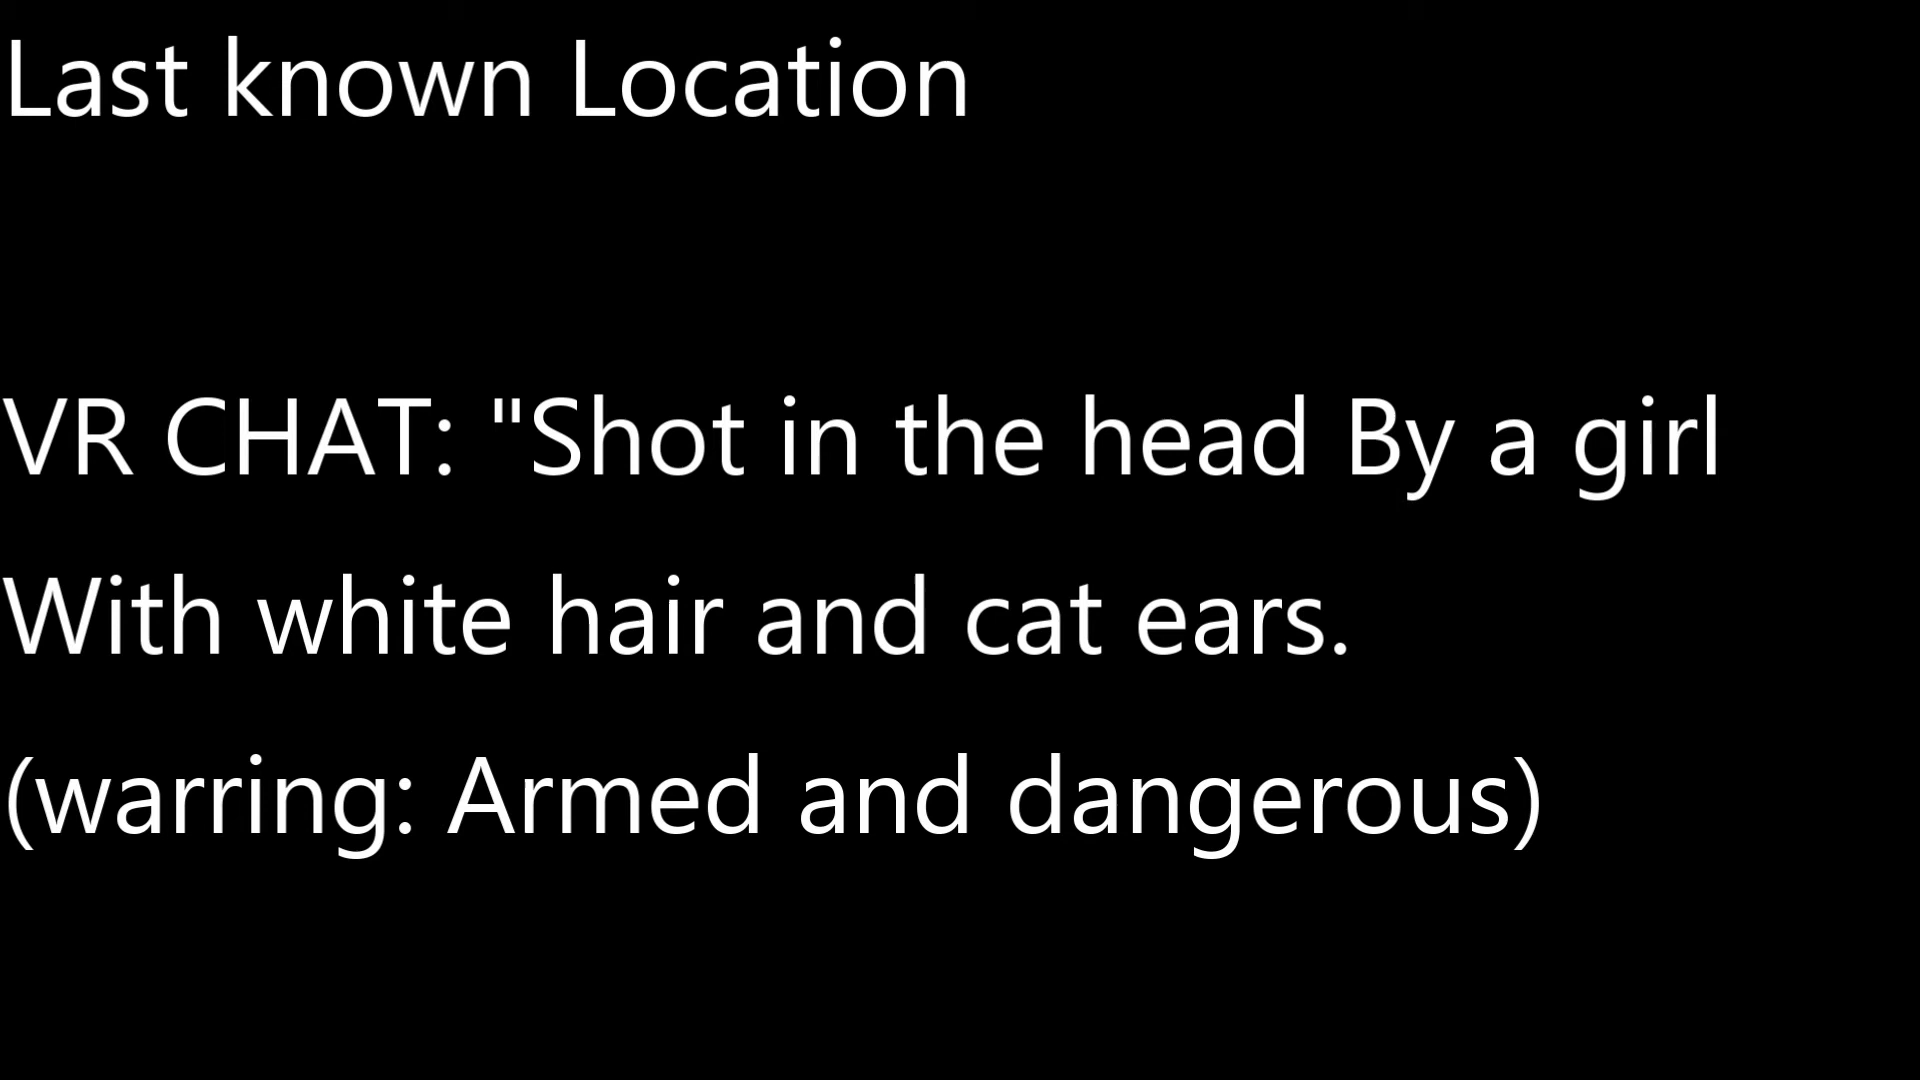 Last known Location
VR CHAT: "Shot in the head By a girl
With white hair and cat ears.
(warring: Armed and dangerous)